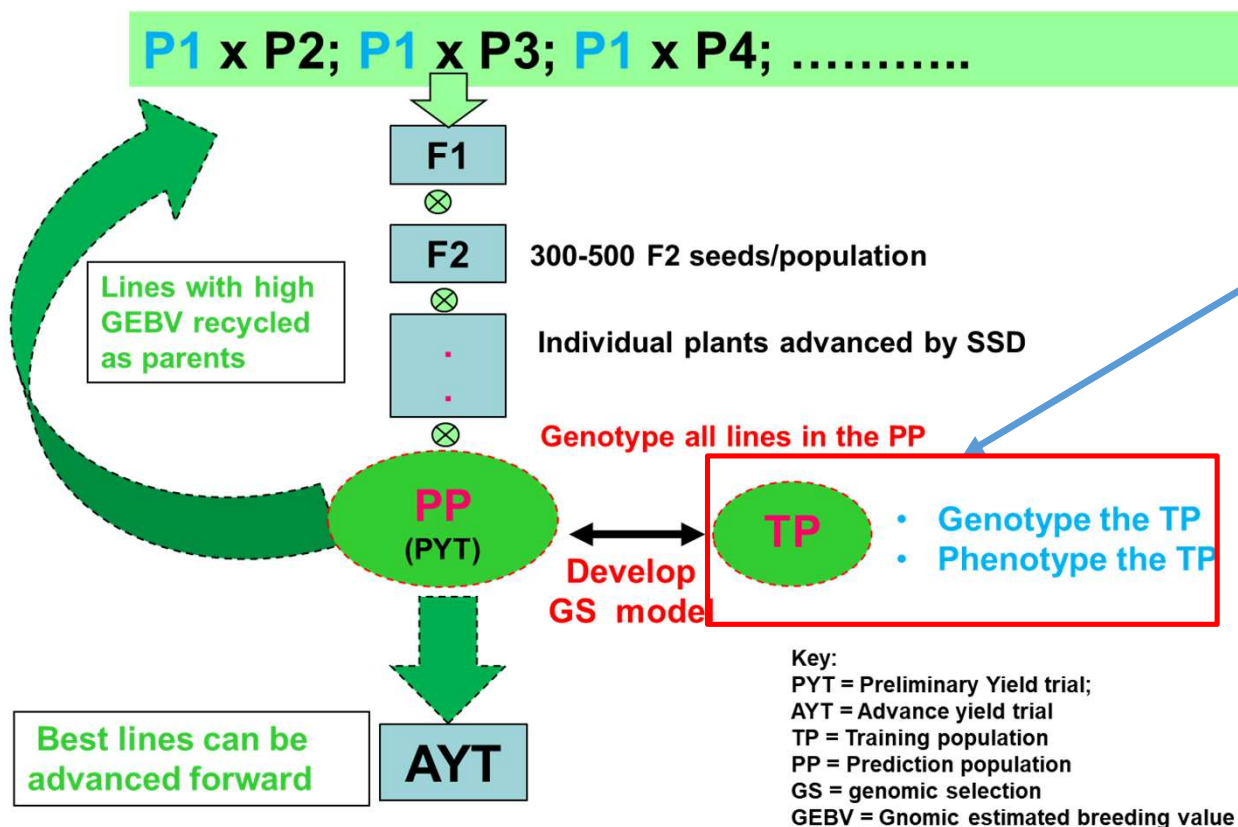 P1 x P2; P1 x P3; P1 x P4; ………..
F1
F2
300-500 F2 seeds/population
Lines with high
GEBV recycled
as parents
Individual plants advanced by SSD
Genotype all lines in the PP
PP
(PYT)
TP
• Genotype the TP
• Phenotype the TP
Develop
GS model
Key:
PYT = Preliminary Yield trial;
AYT = Advance yield trial
TP = Training population
PP = Prediction population
GS = genomic selection
GEBV = Gnomic estimated breeding value
Best lines can be
advanced forward
AYT